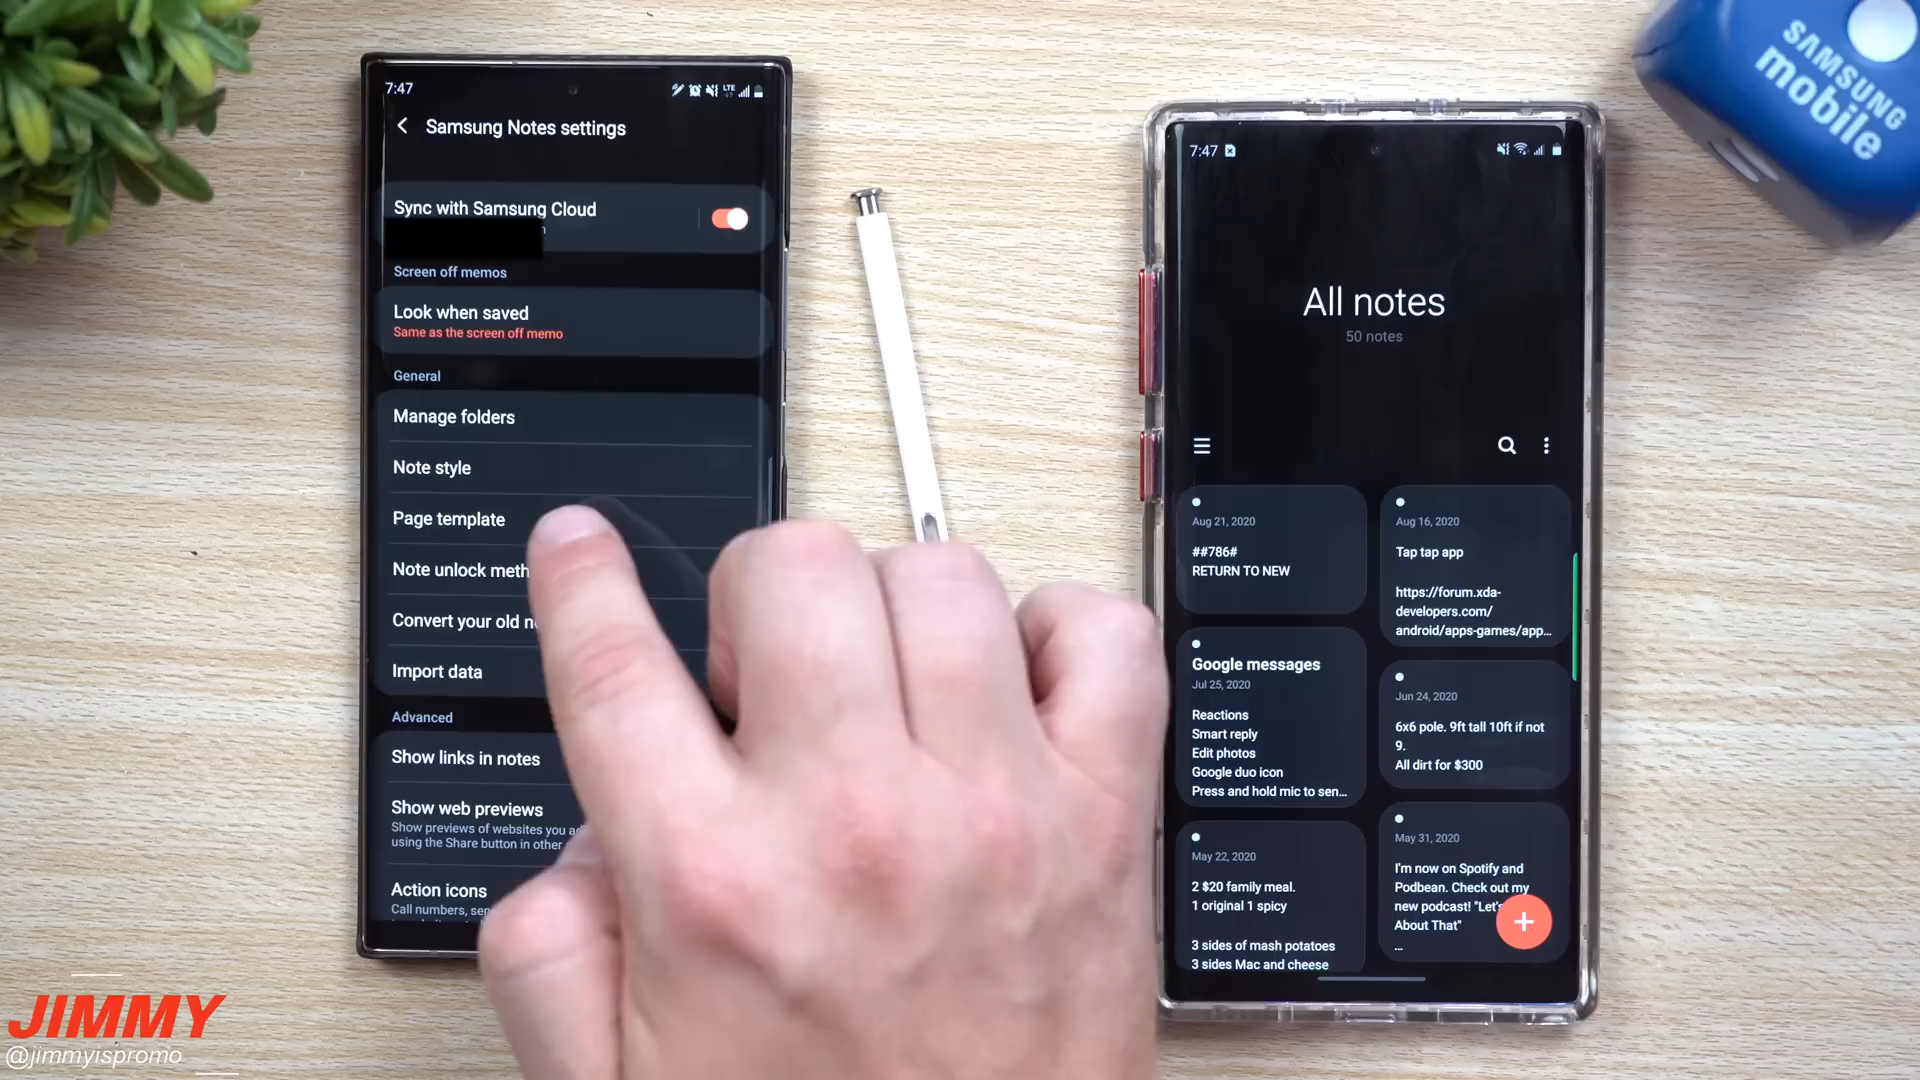 7:47
LTE
Samsung Notes settings
Sync with Samsung Cloud
Screen off memos
Look when saved
Same as the screen off memo
General
Manage folders
Note style
Page template
Note unlock meth
Convert your old n
Import data
Advanced
Show links in notes
Show web previews
Show previews of websites you ad
using the Share button in other
Action icons
Call numbers, sen
7:47
All notes
50 notes
Aug 21, 2020
##786#
RETURN TO NEW
Google messages
Jul 25, 2020
Reactions
Smart reply
Edit photos
Google duo icon
Press and hold mic to sen...
May 22, 2020
2 $20 family meal.
1 original 1 spicy
3 sides of mash potatoes
3 sides Mac and cheese
Aug 16, 2020
Tap tap app
https://forum.xda-
developers.com/
android/apps-games/app...
Jun 24, 2020
6x6 pole. 9ft tall 10ft if not
9.
All dirt for $300
May 31, 2020
I'm now on Spotify and
Podbean. Check out my
new podcast! "Let's
About That"
...
SAMSUNG
mobile
JIMMY
@jimmyispromo